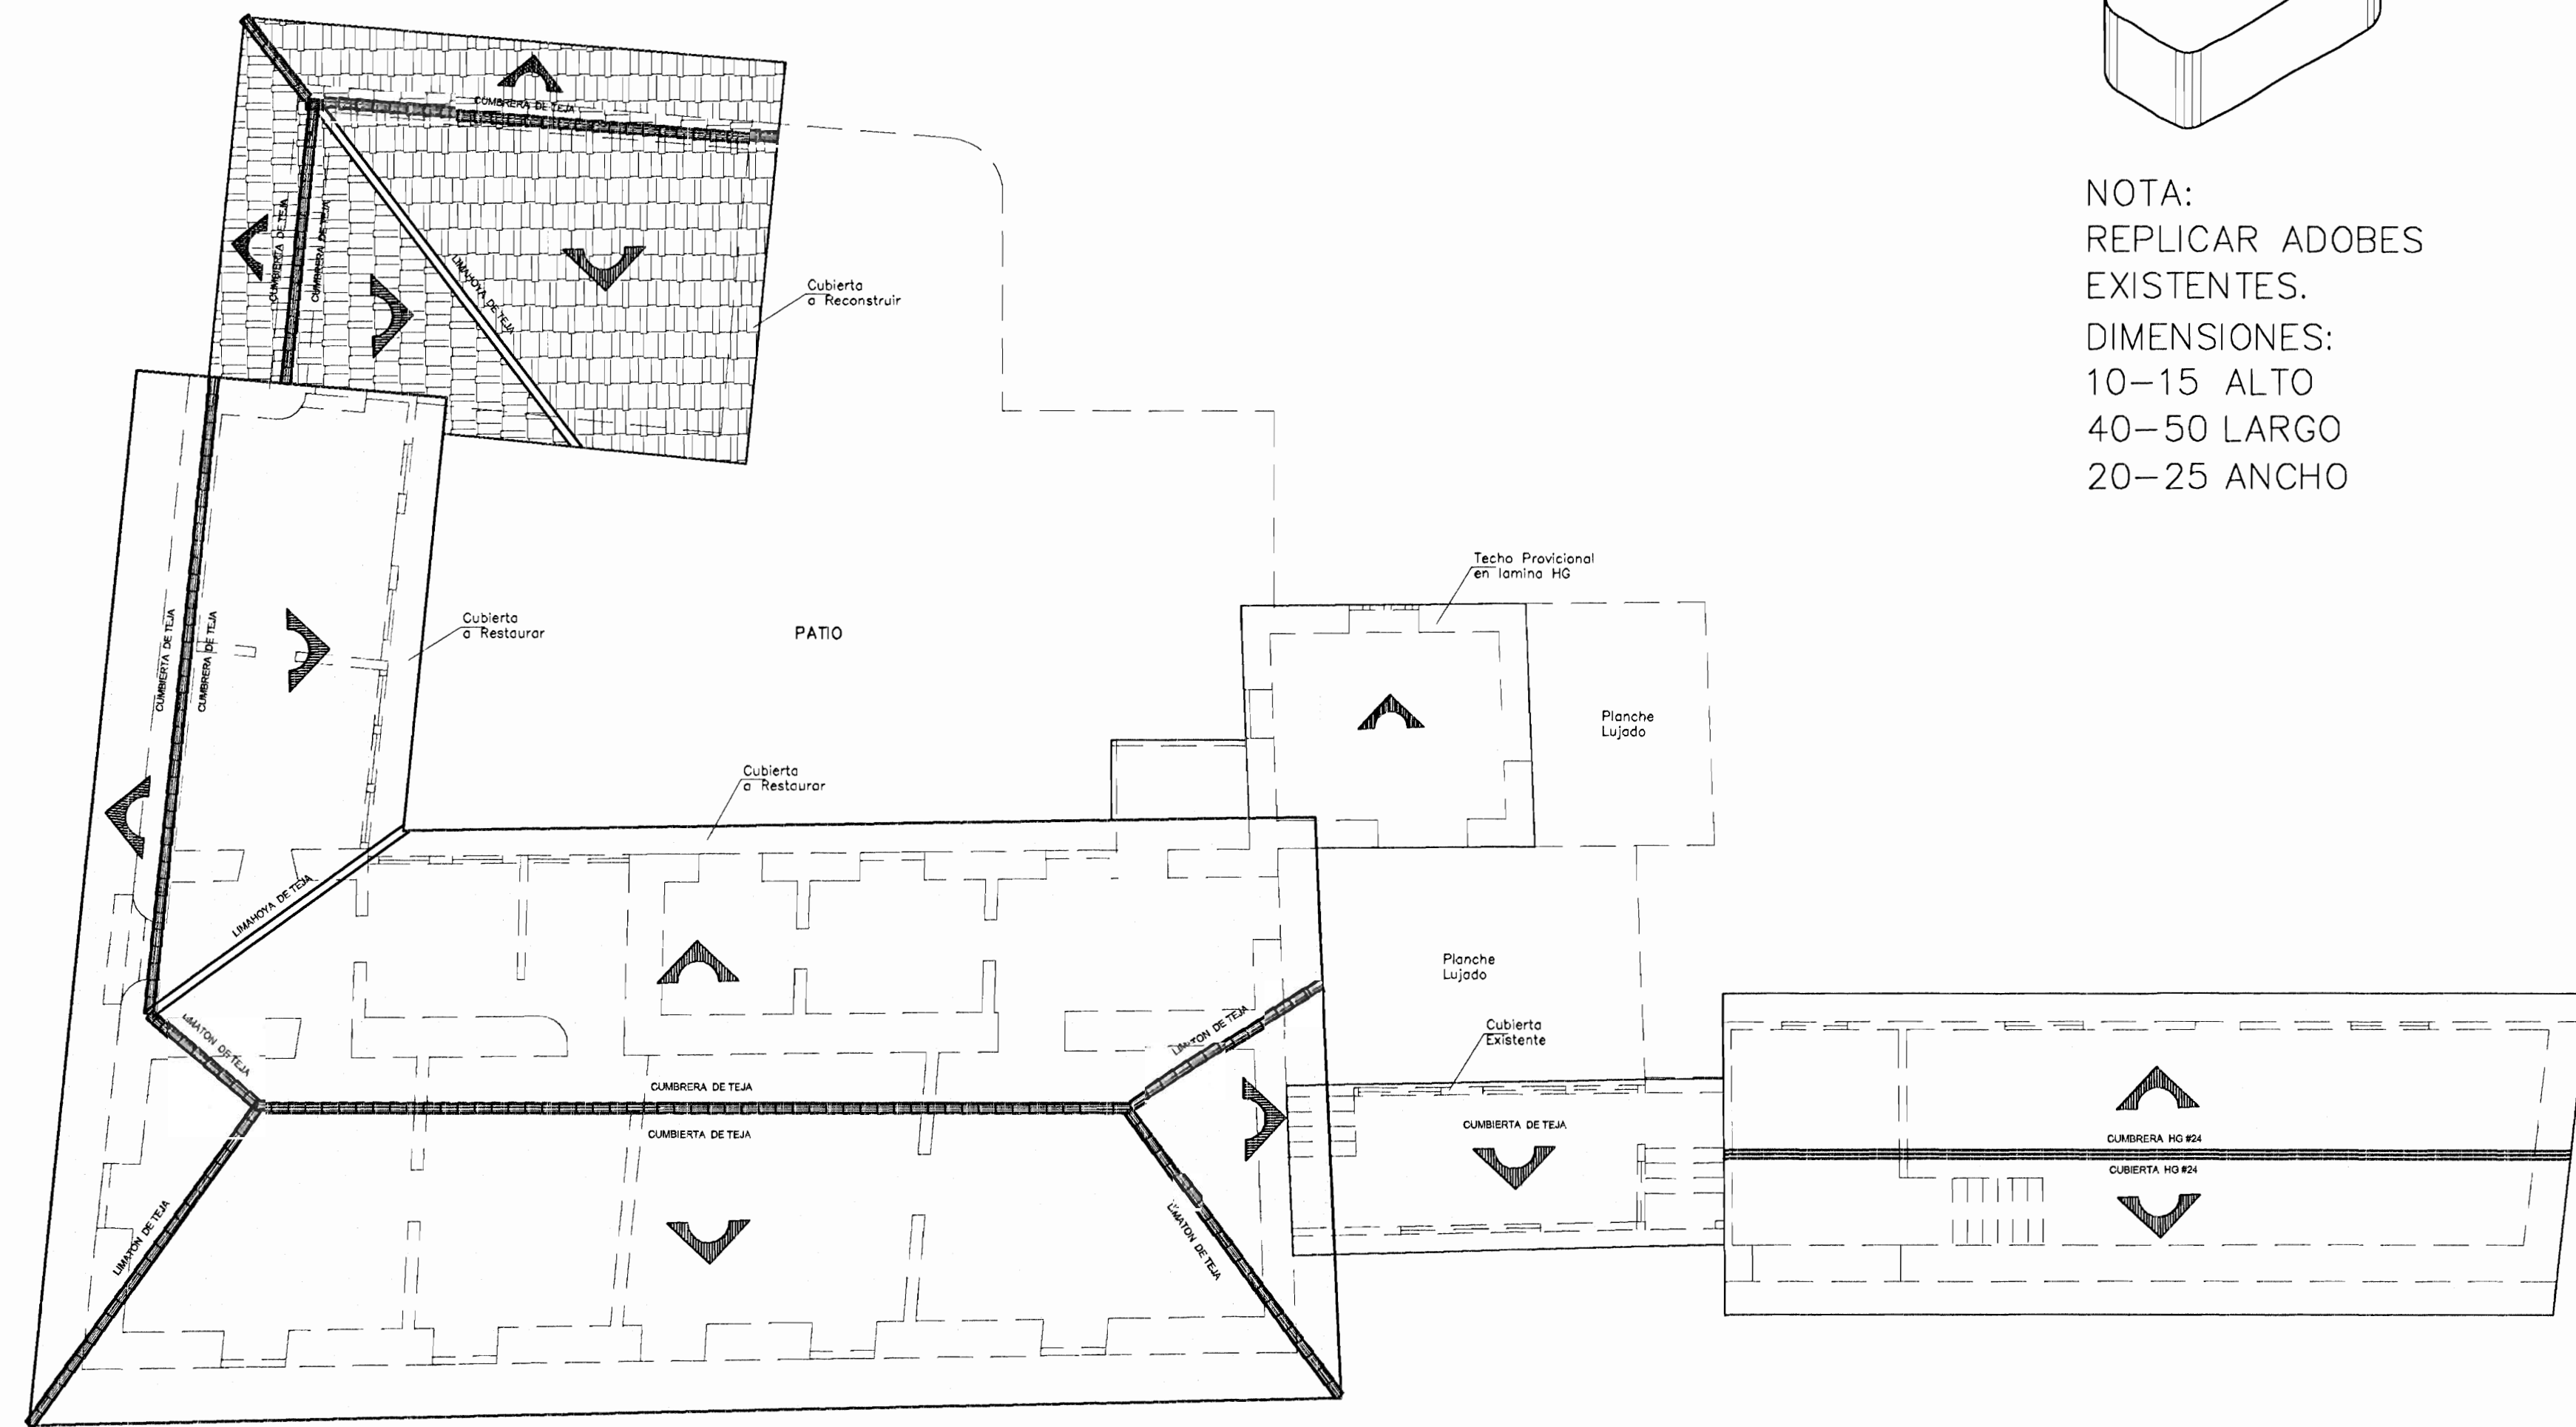 CUMBRERA DE TEJA
CUMBIERTA DE TEJA
CUMBRERA DE TEJA
LIMAHOYA DE TEJA
Cubierta
a Reconstruir
NOTA:
REPLICAR ADOBES
EXISTENTES.
DIMENSIONES:
10-15 ALTO
40-50 LARGO
20-25 ANCHO
CUMBIERTA DE TEJA
CUMBRERA DE TEJA
Cubierta
a Restaurar
PATIO
Techo Provicional
en lamina HG
Planche
Lujado
Cubierta
a Restaurar
LIMAHOYA DE TEJA
LIMATON DE TEJA
LIMATON DE TEJA
Planche
Lujado
Cubierta
Existente
CUMBRERA DE TEJA
CUMBIERTA DE TEJA
CUMBIERTA DE TEJA
CUMBRERA HG #24
CUBIERTA HG #24
LIMATON DE TEJA
LIMATON DE TEJA